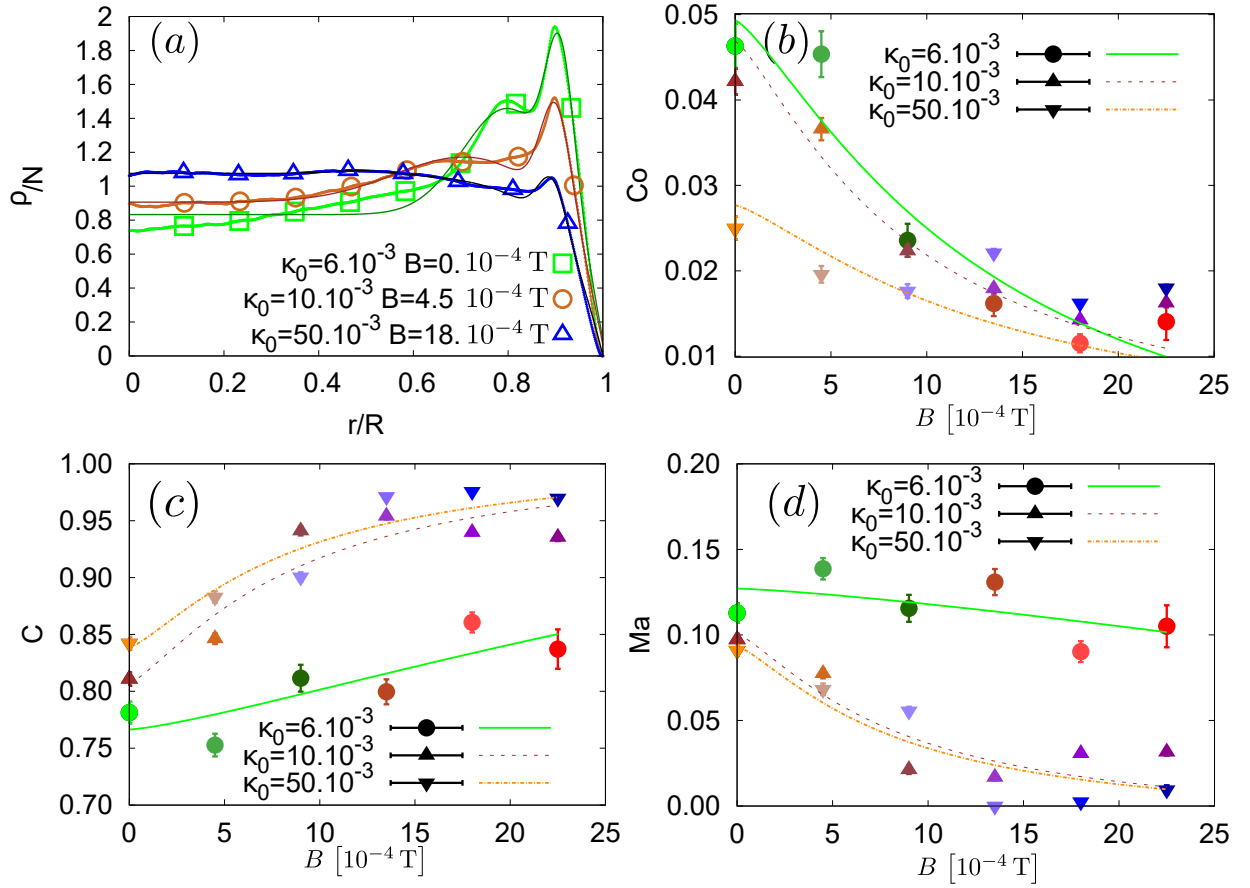 (a)
ρ/N
2
1.8
1.6
1.4
1.2
1
0.8
0.6
0.4
0.2
0
κ₀=6.10⁻³ B=0. 10⁻⁴ T
κ₀=10.10⁻³ B=4.5 10⁻⁴ T
κ₀=50.10⁻³ B=18. 10⁻⁴ T
0 0.2 0.4 0.6 0.8 1
r/R
(b)
Co
0.05
0.04
0.03
0.02
0.01
κ₀=6.10⁻³
κ₀=10.10⁻³
κ₀=50.10⁻³
0 5 10 15 20 25
B [10⁻⁴ T]
(c)
C
1.00
0.95
0.90
0.85
0.80
0.75
0.70
κ₀=6.10⁻³
κ₀=10.10⁻³
κ₀=50.10⁻³
0 5 10 15 20 25
B [10⁻⁴ T]
(d)
Ma
0.20
0.15
0.10
0.05
0.00
κ₀=6.10⁻³
κ₀=10.10⁻³
κ₀=50.10⁻³
0 5 10 15 20 25
B [10⁻⁴ T]